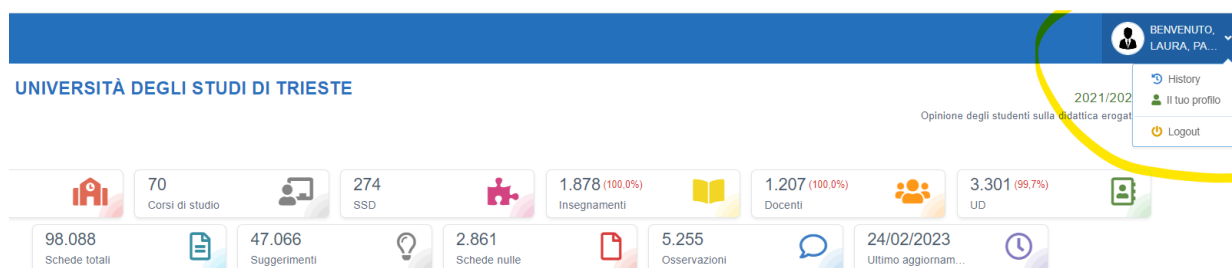 BENVENUTO,
LAURA, PA...
History
Il tuo profilo
Logout
UNIVERSITÀ DEGLI STUDI DI TRIESTE
2021/202
Opinione degli studenti sulla didattica erogat
70
Corsi di studio
274
SSD
1.878 (100,0%)
Insegnamenti
1.207 (100,0%)
Docenti
3.301 (99,7%)
UD
98.088
Schede totali
47.066
Suggerimenti
2.861
Schede nulle
5.255
Osservazioni
24/02/2023
Ultimo aggiornam...